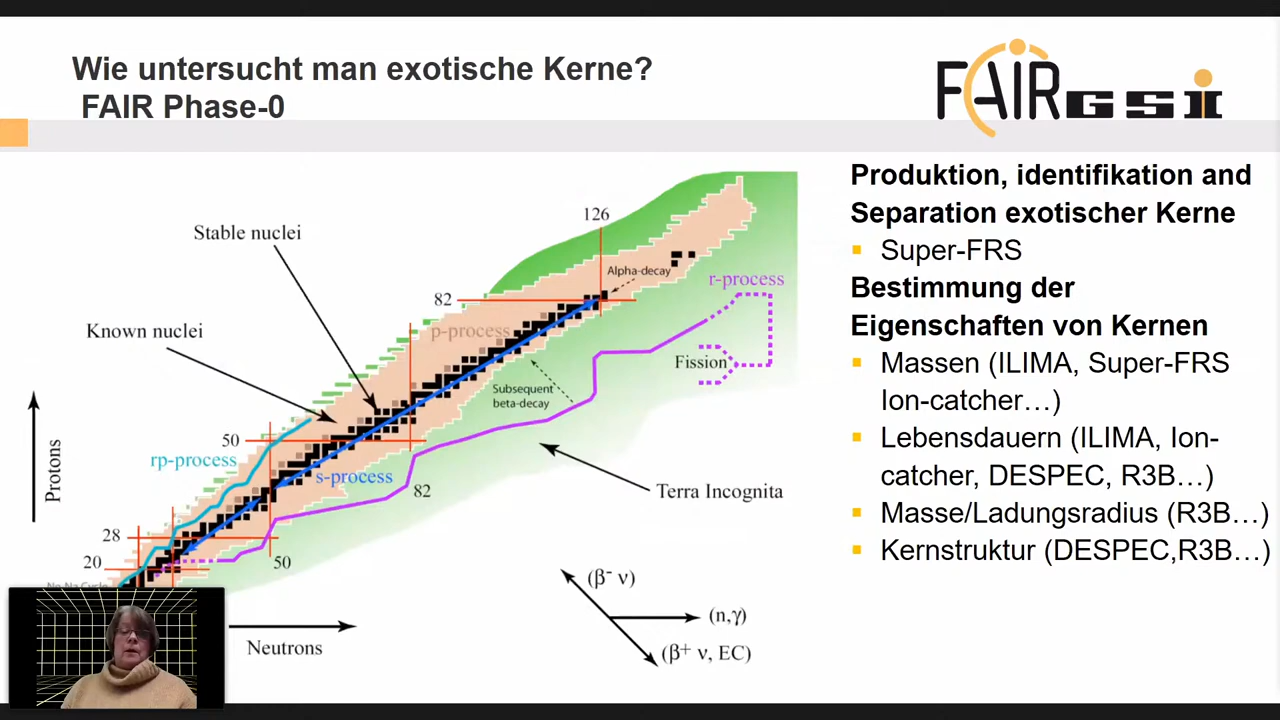 Wie untersucht man exotische Kerne?
FAIR Phase-0
FAIR GSI
Produktion, identifikation and
Separation exotischer Kerne
Super-FRS
Bestimmung der
Eigenschaften von Kernen
Massen (ILIMA, Super-FRS
Ion-catcher…)
Lebensdauern (ILIMA, Ion-
catcher, DESPEC, R3B…)
Masse/Ladungsradius (R3B…)
Kernstruktur (DESPEC,R3B…)
126
Stable nuclei
Alpha-decay
r-process
82
Known nuclei
p-process
Fission
Subsequent
beta-decay
50
rp-process
s-process
82
Terra Incognita
Protons
28
50
20
Ne-Na Cycle
(β⁻ ν)
(n,γ)
(β⁺ ν, EC)
Neutrons